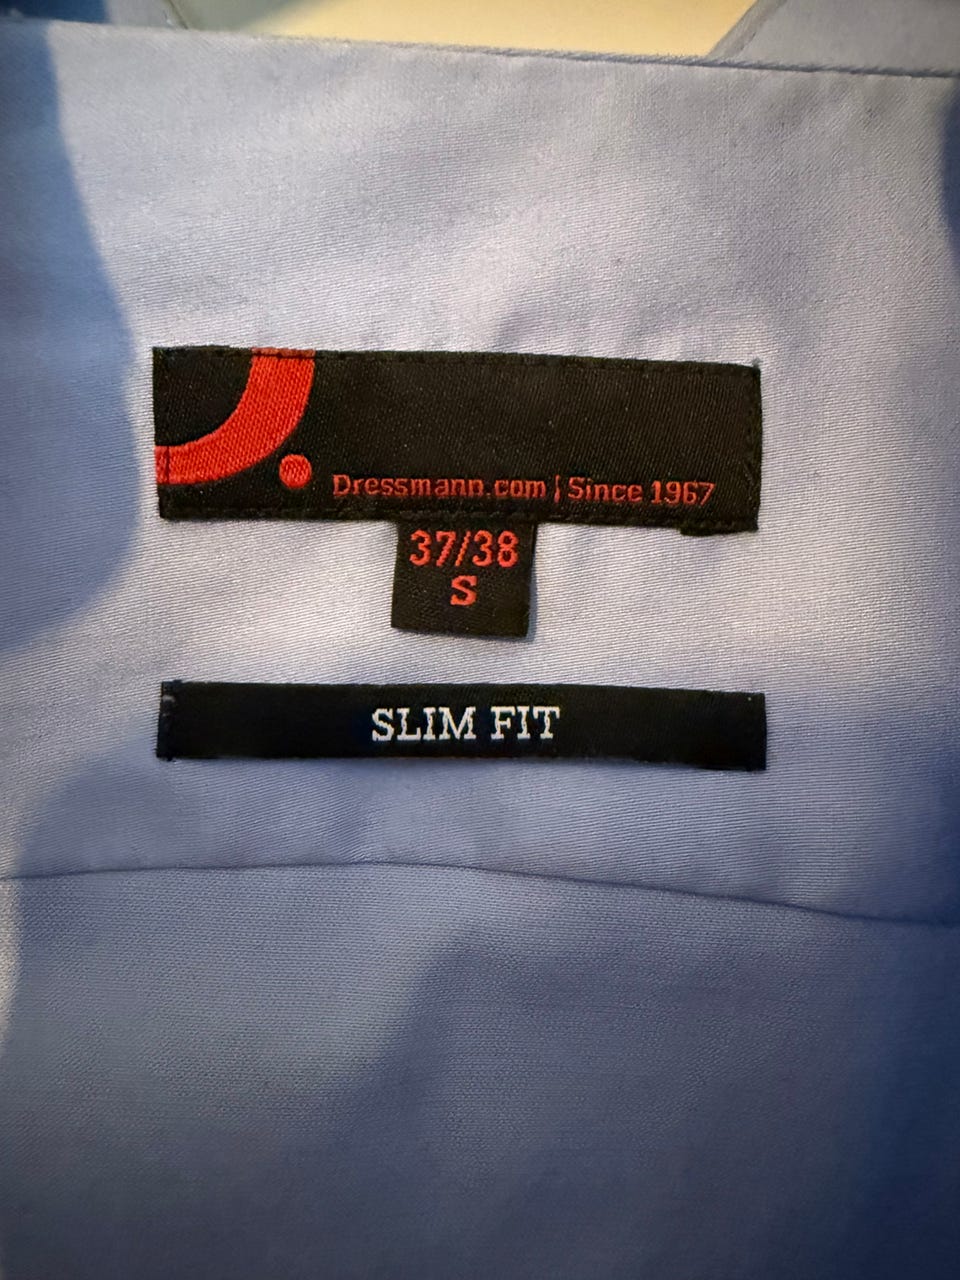 Dressmann.com | Since 1967
37/38
S
SLIM FIT